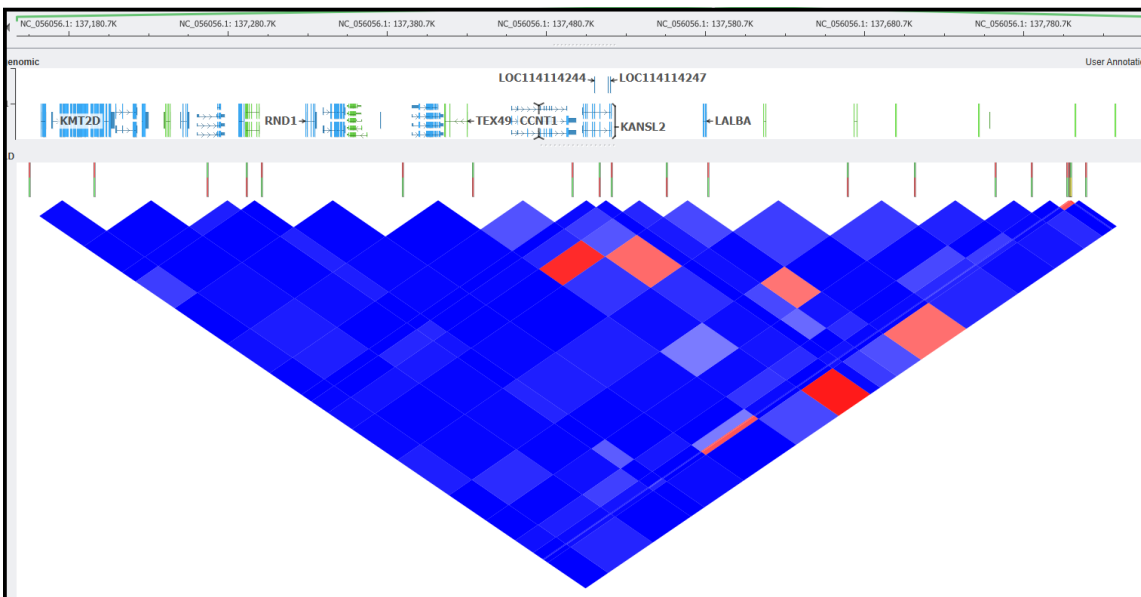 NC_056056.1: 137,180.7K NC_056056.1: 137,280.7K NC_056056.1: 137,380.7K NC_056056.1: 137,480.7K NC_056056.1: 137,580.7K NC_056056.1: 137,680.7K NC_056056.1: 137,780.7K
enomic User Annotatio
LOC114114244 LOC114114247
KMT2D RND1 TEX49 CCNT1 KANSL2 LALBA